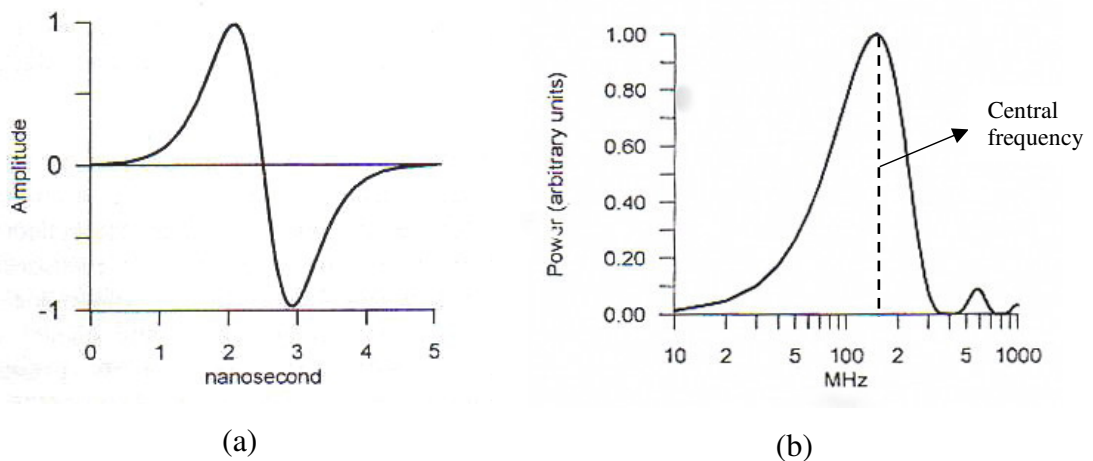 1
0
-1
Amplitude
0 1 2 3 4 5
nanosecond
(a)
1.00
0.80
0.60
0.40
0.20
0.00
Power (arbitrary units)
10 2 5 100 2 5 1000
MHz
Central
frequency
(b)